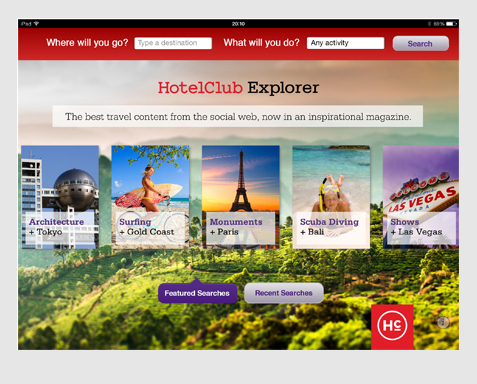 iPad 20:10 99%
Where will you go? Type a destination What will you do? Any activity Search
HotelClub Explorer
The best travel content from the social web, now in an inspirational magazine.
Architecture
+ Tokyo
Surfing
+ Gold Coast
Monuments
+ Paris
Scuba Diving
+ Bali
LAS VEGAS
Shows
+ Las Vegas
Featured Searches Recent Searches
Hc